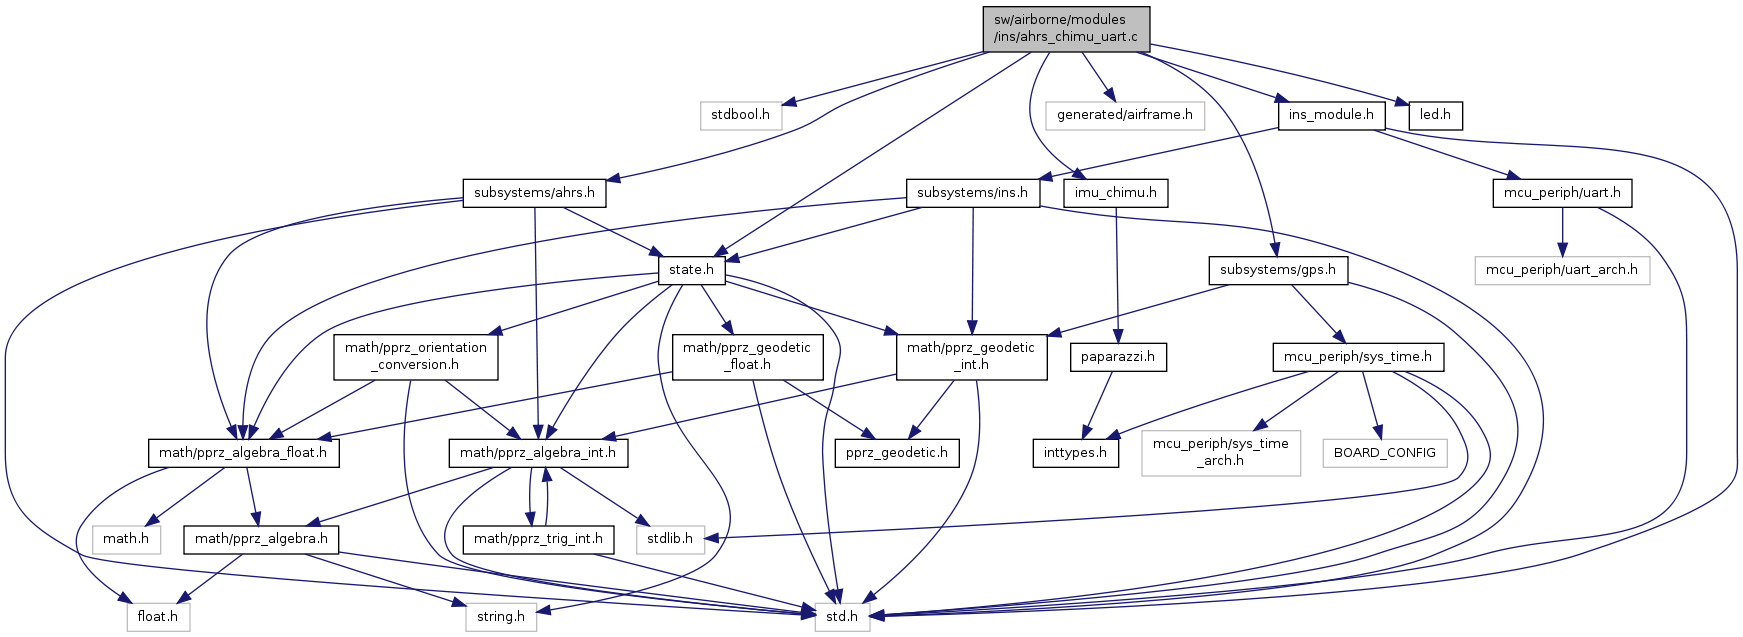 sw/airborne/modules
/ins/ahrs_chimu_uart.c
stdbool.h
generated/airframe.h
ins_module.h
led.h
subsystems/ahrs.h
subsystems/ins.h
imu_chimu.h
mcu_periph/uart.h
state.h
subsystems/gps.h
mcu_periph/uart_arch.h
math/pprz_orientation
_conversion.h
math/pprz_geodetic
_float.h
math/pprz_geodetic
_int.h
paparazzi.h
mcu_periph/sys_time.h
math/pprz_algebra_float.h
math/pprz_algebra_int.h
pprz_geodetic.h
inttypes.h
mcu_periph/sys_time
_arch.h
BOARD_CONFIG
math.h
math/pprz_algebra.h
math/pprz_trig_int.h
stdlib.h
float.h
string.h
std.h